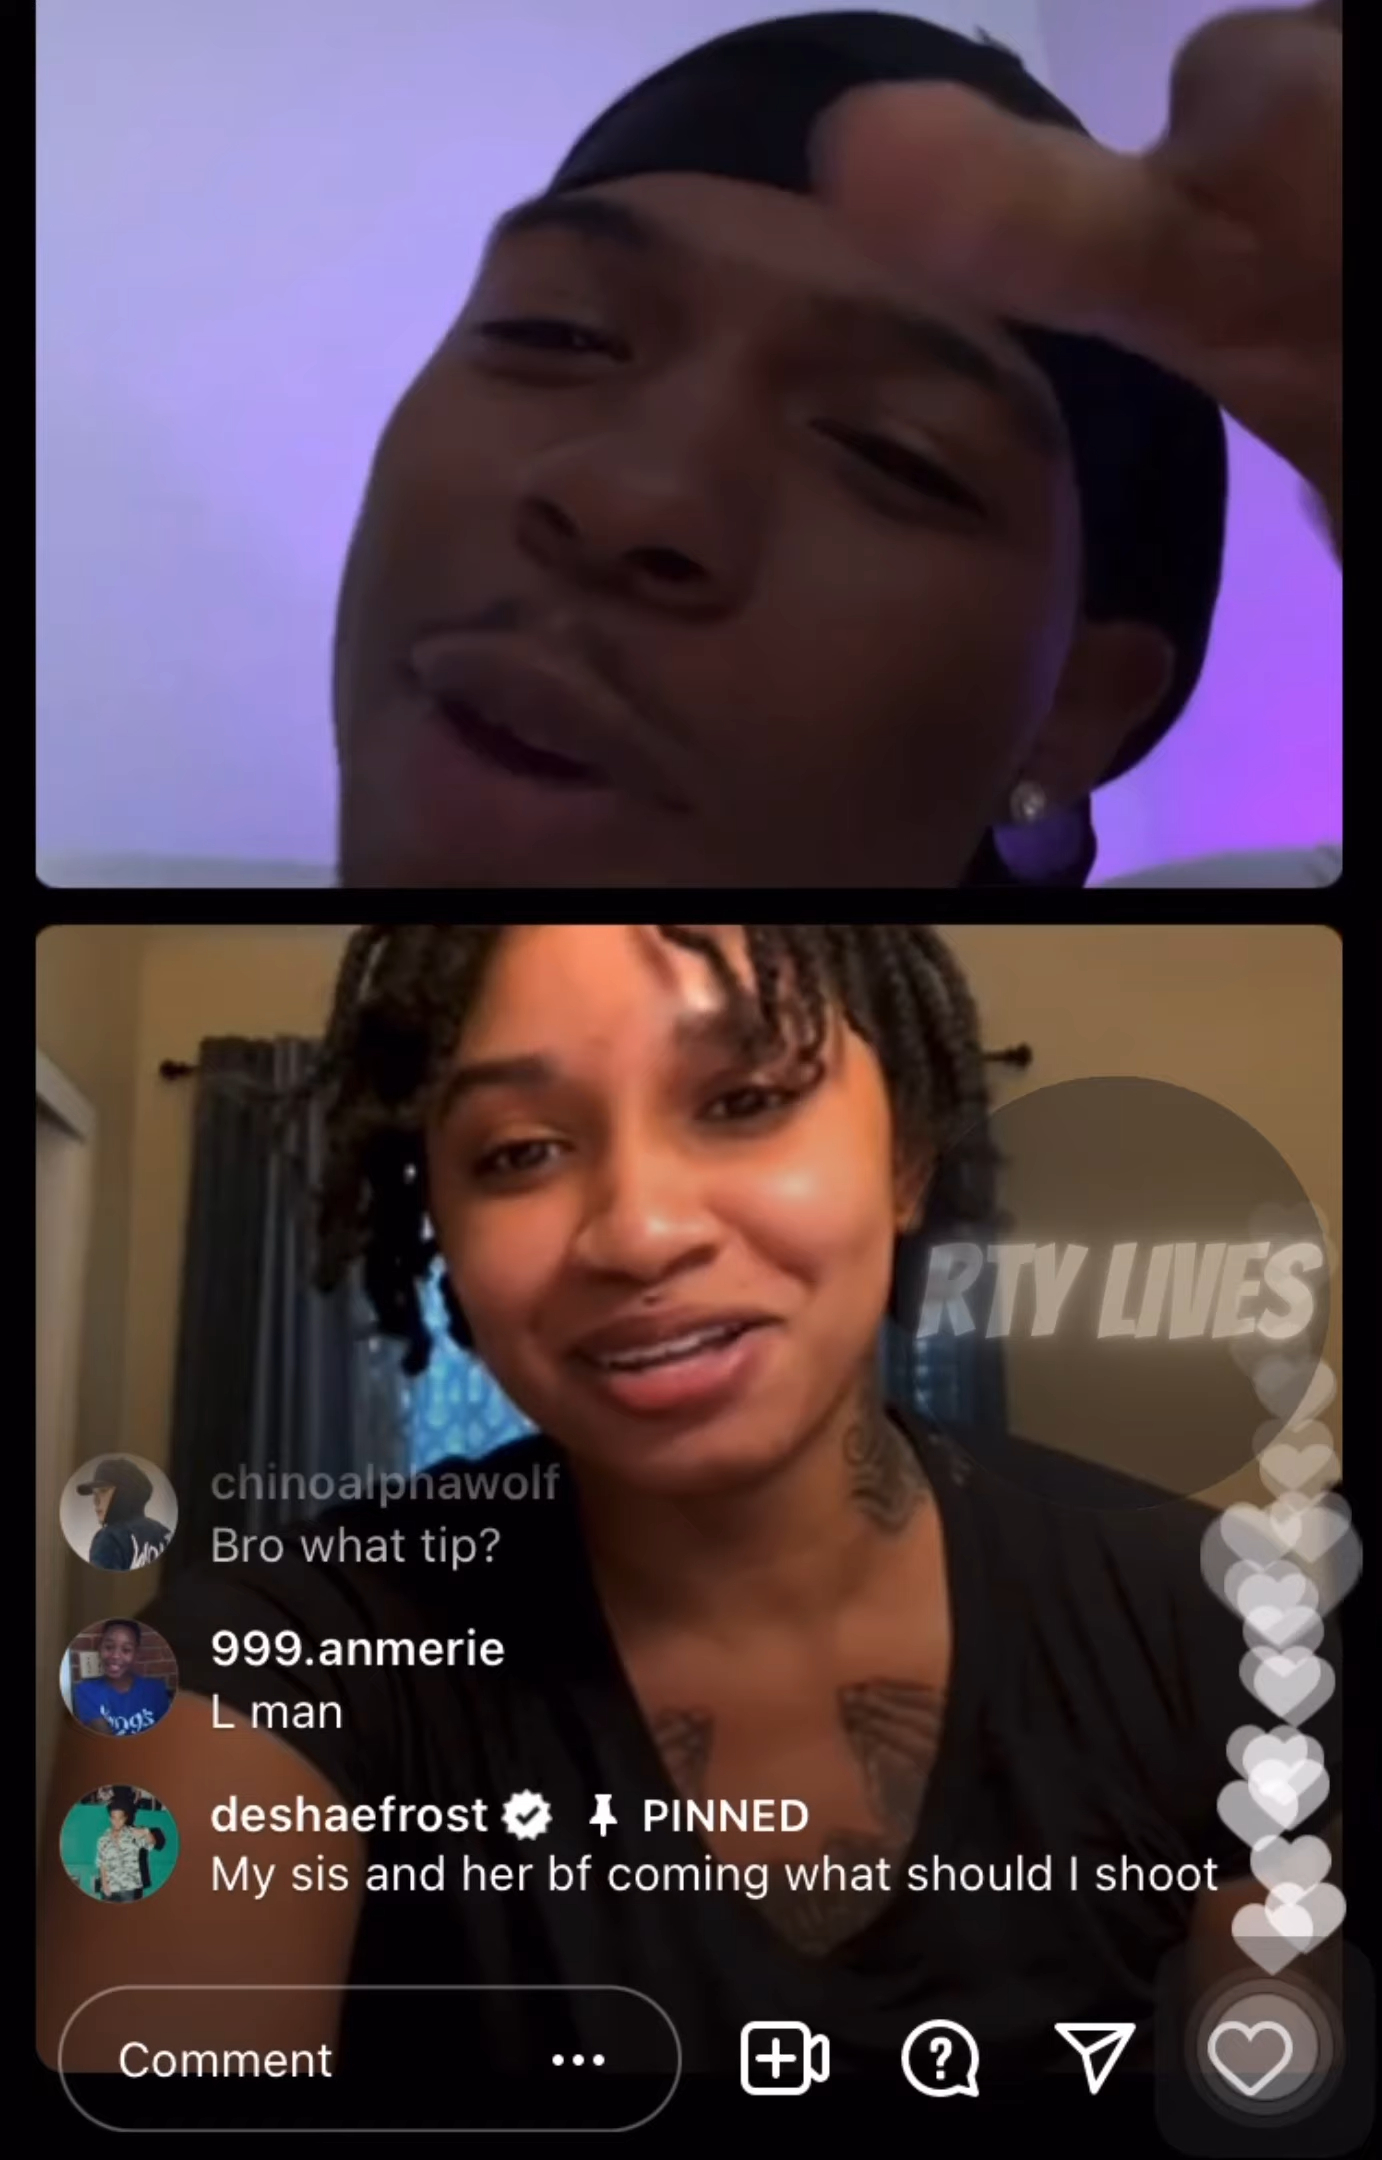 RTY LIVES
chinoalphawolf
Bro what tip?
999.anmerie
L man
deshaefrost PINNED
My sis and her bf coming what should I shoot
Comment